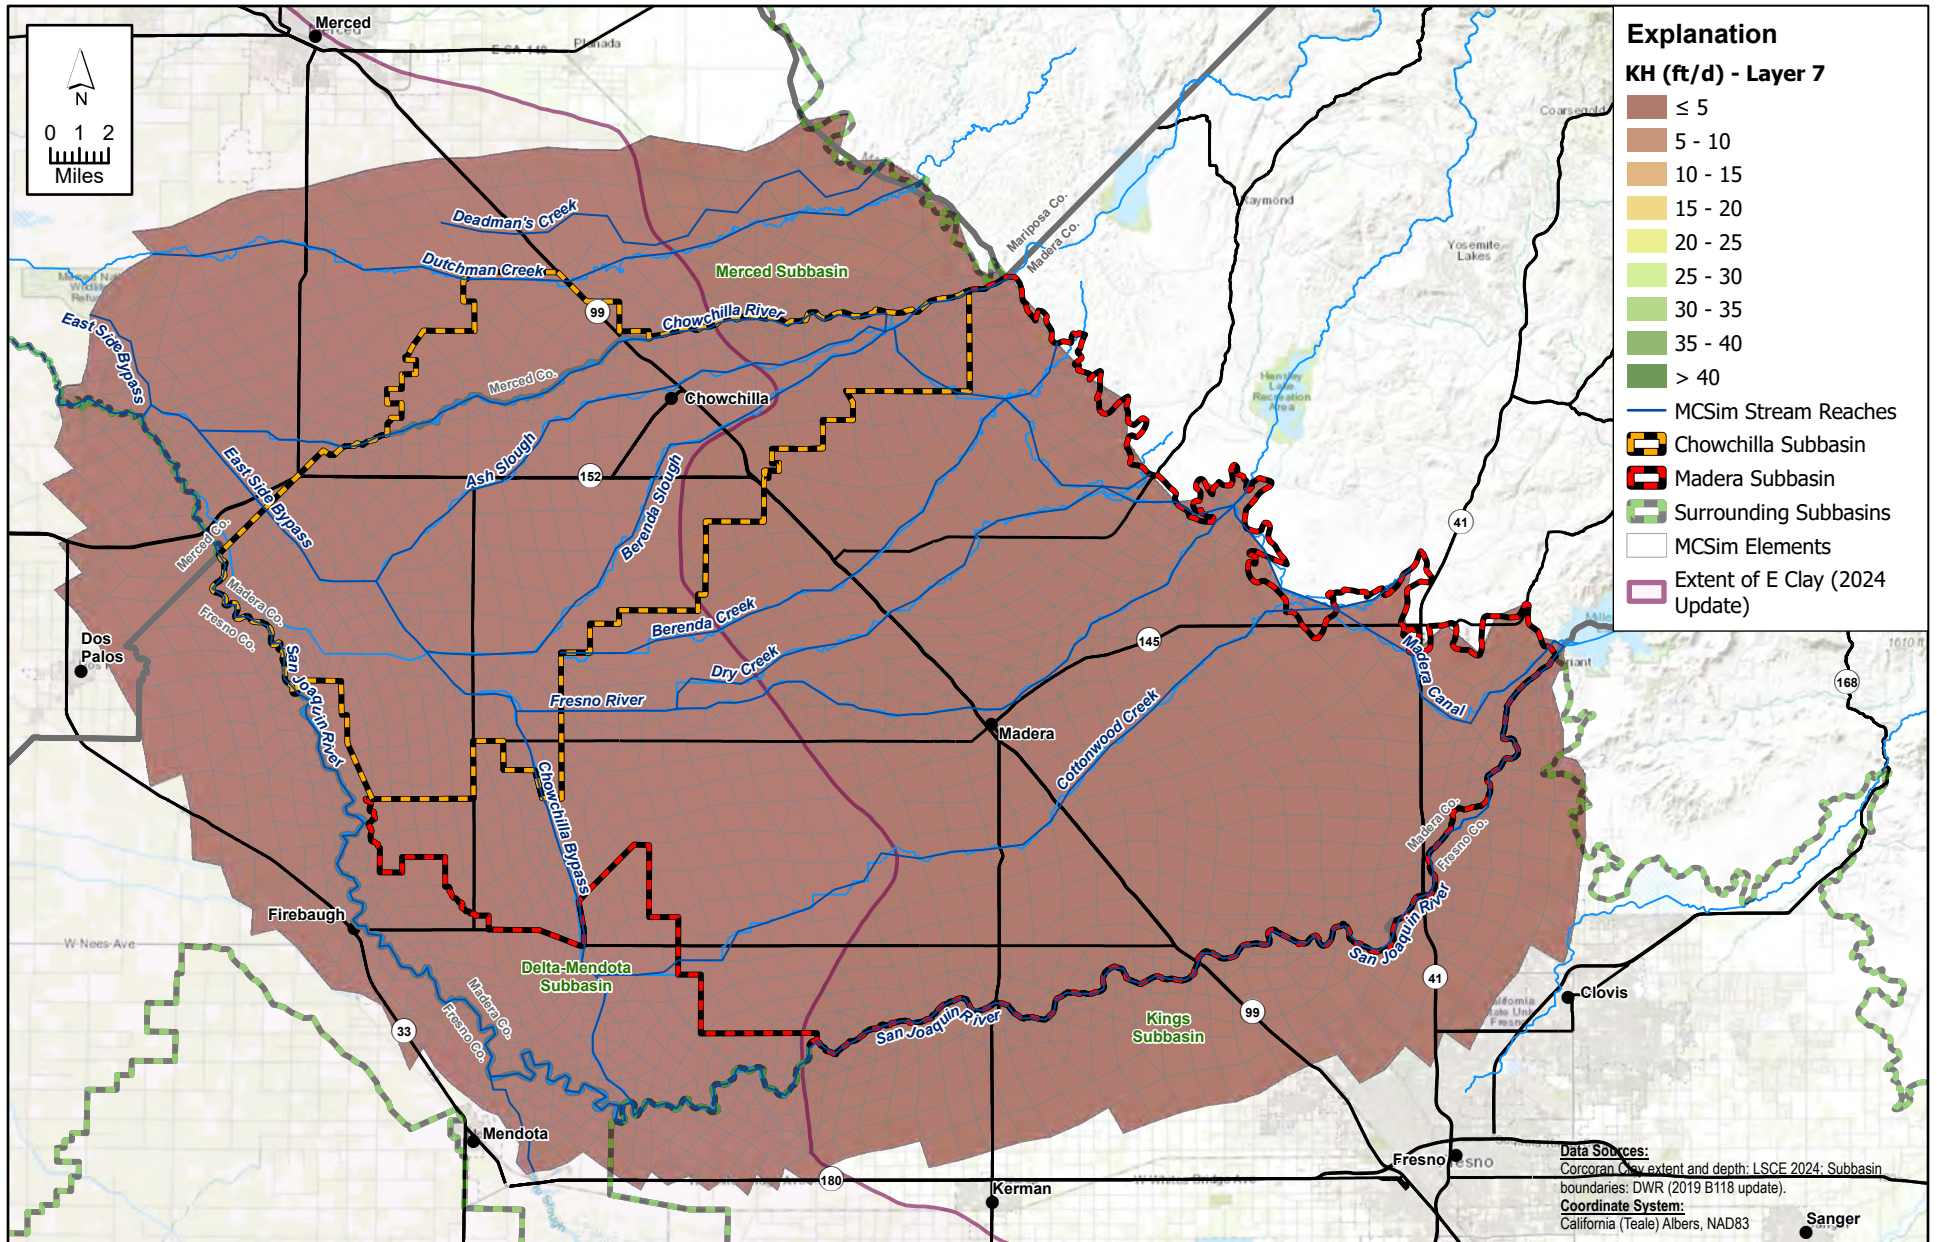 Merced
E CA 140
Planada
N
0 1 2
Miles
Explanation
KH (ft/d) - Layer 7
≤ 5
5 - 10
10 - 15
15 - 20
20 - 25
25 - 30
30 - 35
35 - 40
> 40
MCSim Stream Reaches
Chowchilla Subbasin
Madera Subbasin
Surrounding Subbasins
MCSim Elements
Extent of E Clay (2024
Update)
Coarsegold
Raymond
Yosemite
Lakes
Mariposa Co.
Madera Co.
Deadman's Creek
Dutchman Creek
Merced Subbasin
Chowchilla River
99
Merced Co.
East Side Bypass
Chowchilla
Hensley
Lake
Recreation
Area
Ash Slough
East Side Bypass
152
Berenda Slough
41
Merced Co.
Madera Co.
Fresno Co.
Berenda Creek
145
Dos
Palos
San Joaquin River
Dry Creek
Madera Canal
168
Fresno River
Madera
Cottonwood Creek
Chowchilla Bypass
Madera Co.
Fresno Co.
Firebaugh
W Nees Ave
San Joaquin River
Delta-Mendota
Subbasin
41
Clovis
Madera Co.
Fresno Co.
33
San Joaquin River
Kings
Subbasin
99
Mendota
Fresno
180
Kerman
Data Sources:
Corcoran Clay extent and depth: LSCE 2024; Subbasin
boundaries: DWR (2019 B118 update).
Coordinate System:
California (Teale) Albers, NAD83
Sanger